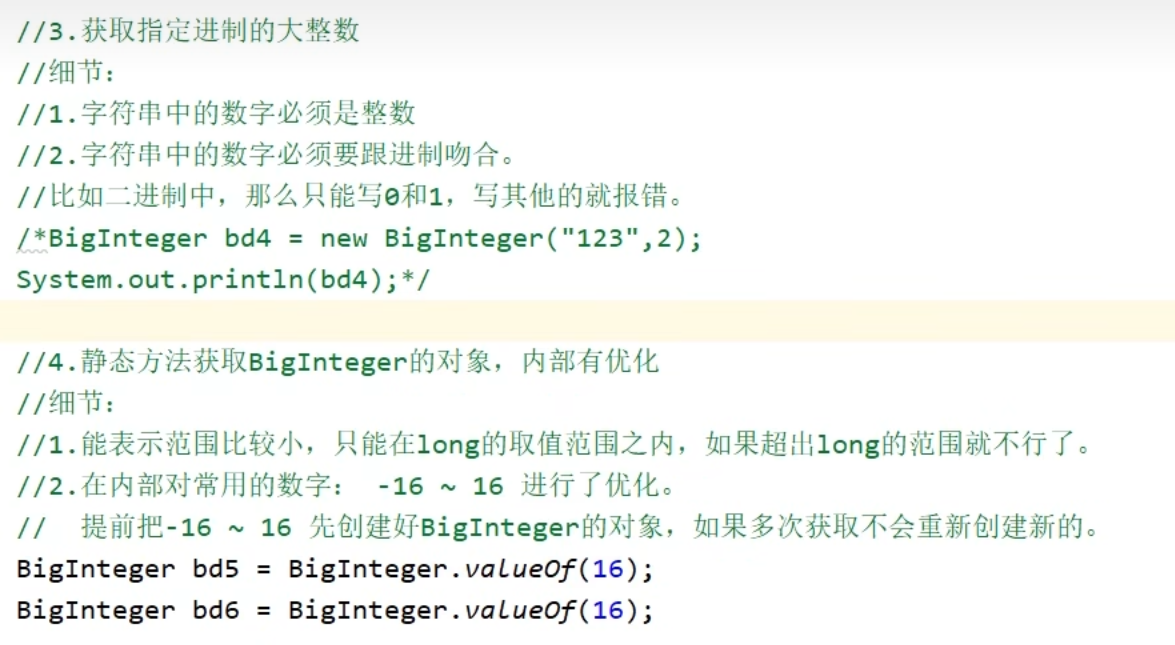 //3.获取指定进制的大整数
//细节：
//1.字符串中的数字必须是整数
//2.字符串中的数字必须要跟进制吻合。
//比如二进制中，那么只能写0和1，写其他的就报错。
/*BigInteger bd4 = new BigInteger("123",2);
System.out.println(bd4);*/
//4.静态方法获取BigInteger的对象，内部有优化
//细节：
//1.能表示范围比较小，只能在long的取值范围之内，如果超出long的范围就不行了。
//2.在内部对常用的数字： -16 ~ 16 进行了优化。
//  提前把-16 ~ 16 先创建好BigInteger的对象，如果多次获取不会重新创建新的。
BigInteger bd5 = BigInteger.valueOf(16);
BigInteger bd6 = BigInteger.valueOf(16);